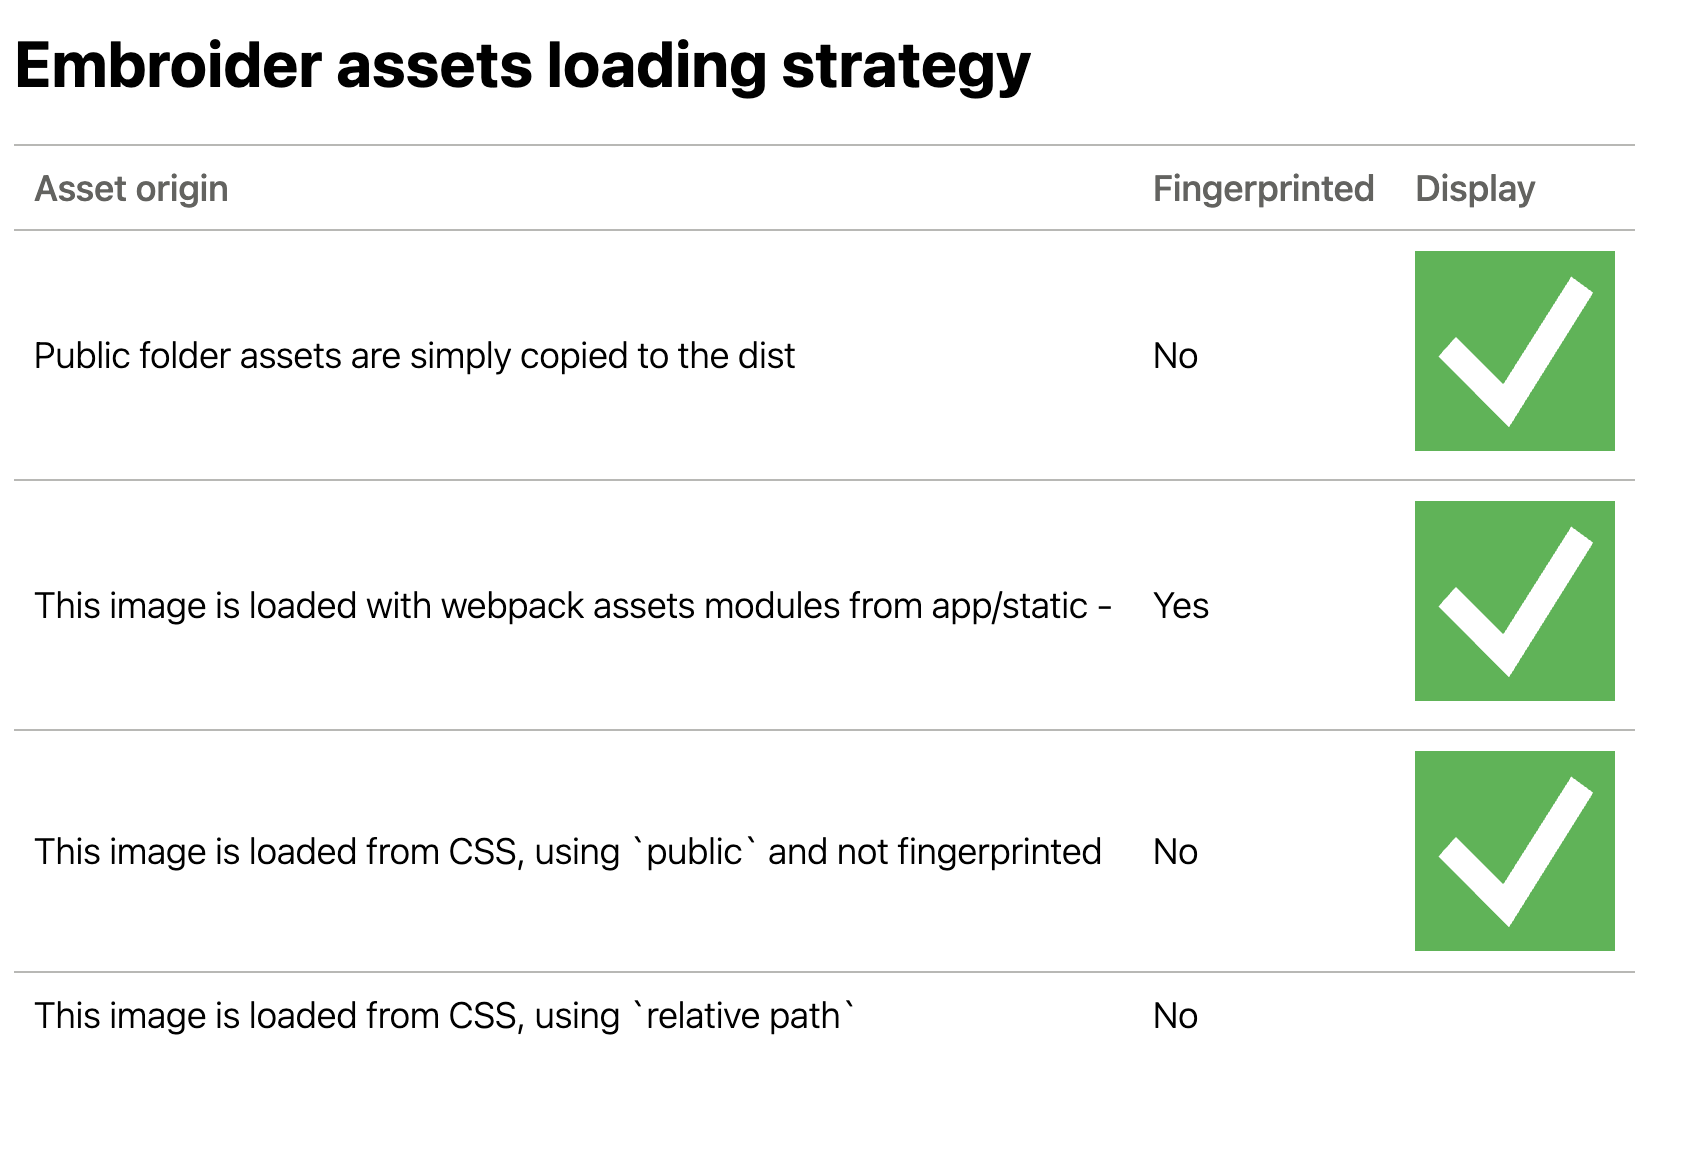 Embroider assets loading strategy
Asset origin Fingerprinted Display
Public folder assets are simply copied to the dist No
This image is loaded with webpack assets modules from app/static - Yes
This image is loaded from CSS, using `public` and not fingerprinted No
This image is loaded from CSS, using `relative path` No